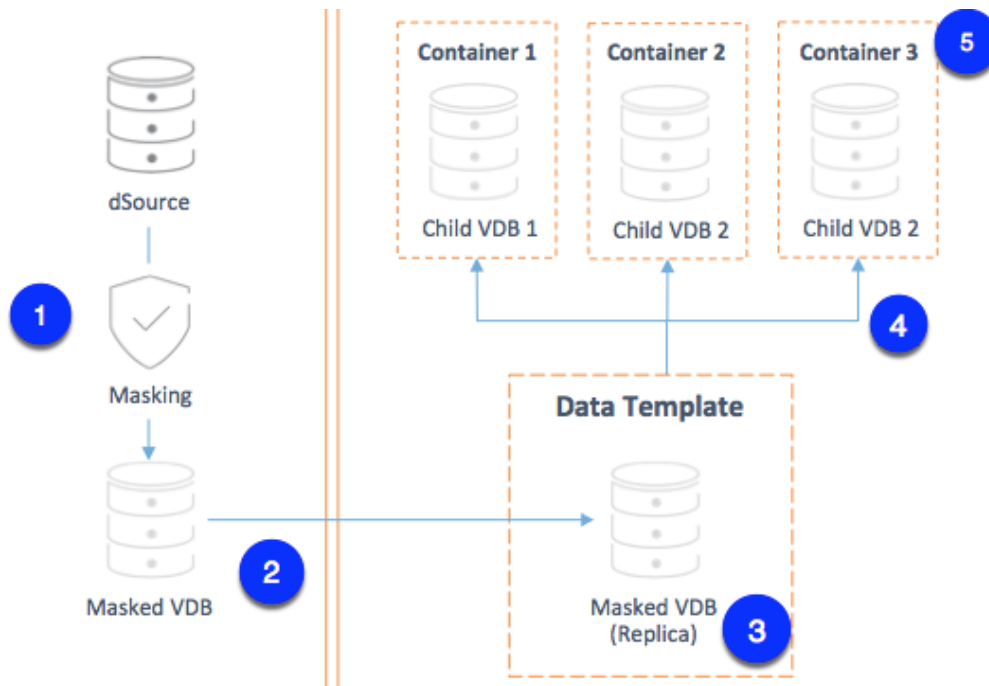 dSource
1
Masking
Masked VDB
2
Container 1
Child VDB 1
Container 2
Child VDB 2
Container 3
5
Child VDB 2
4
Data Template
Masked VDB
(Replica)
3